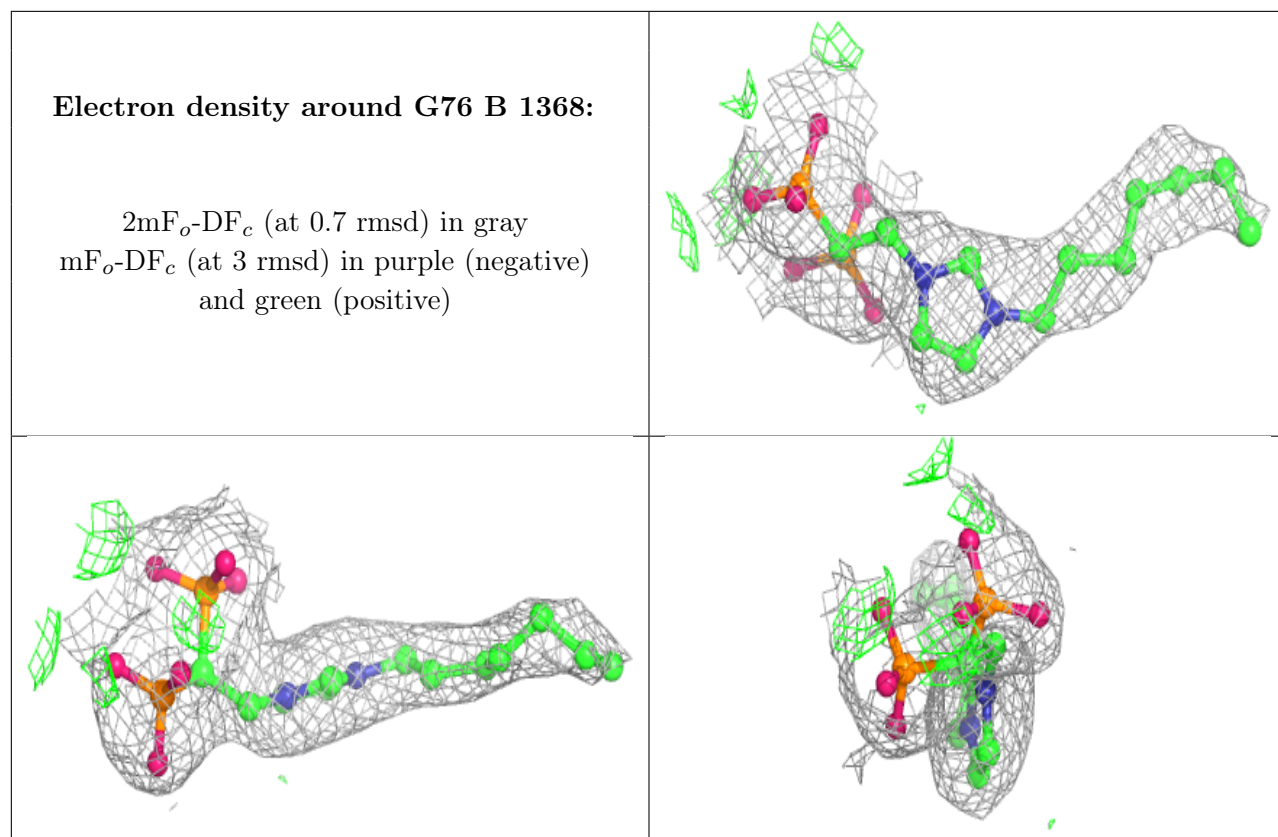 Electron density around G76 B 1368:
2mFo-DFc (at 0.7 rmsd) in gray
mFo-DFc (at 3 rmsd) in purple (negative)
and green (positive)